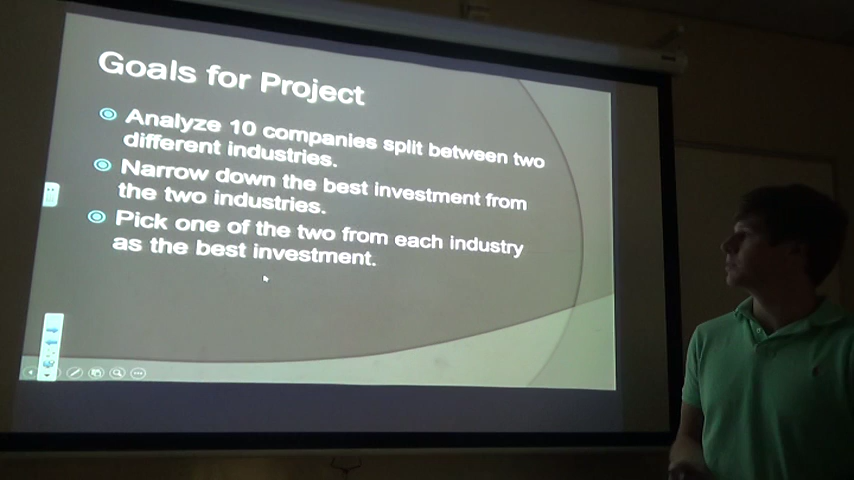 Goals for Project
Analyze 10 companies split between two
different industries.
Narrow down the best investment from
the two industries.
Pick one of the two from each industry
as the best investment.